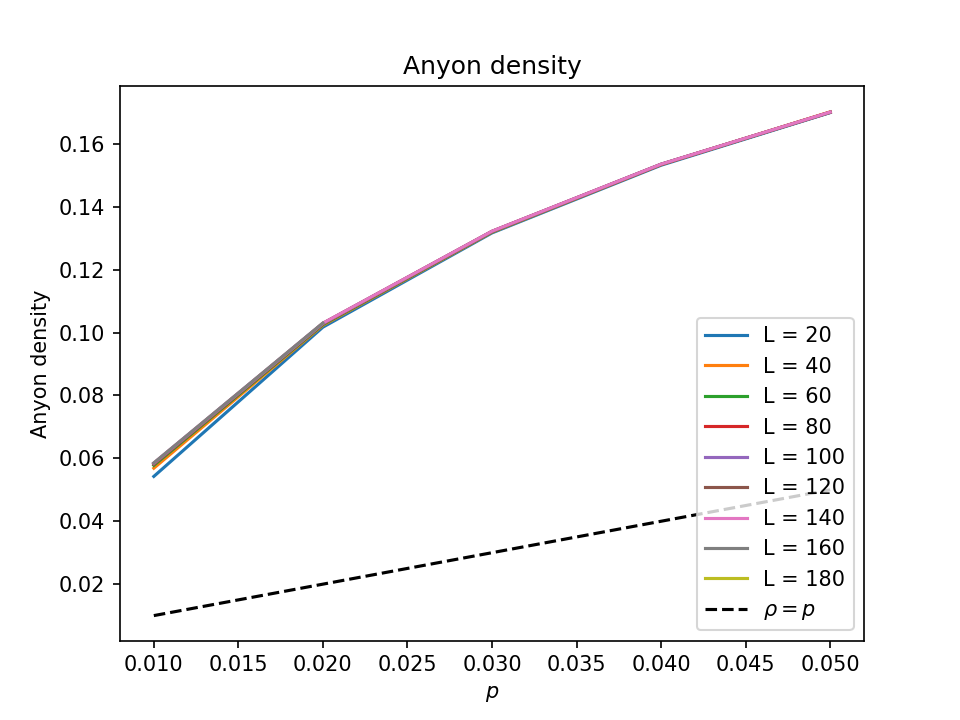 Anyon density
Anyon density
0.16
0.14
0.12
0.10
0.08
0.06
0.04
0.02
L = 20
L = 40
L = 60
L = 80
L = 100
L = 120
L = 140
L = 160
L = 180
ρ = p
0.010 0.015 0.020 0.025 0.030 0.035 0.040 0.045 0.050
p